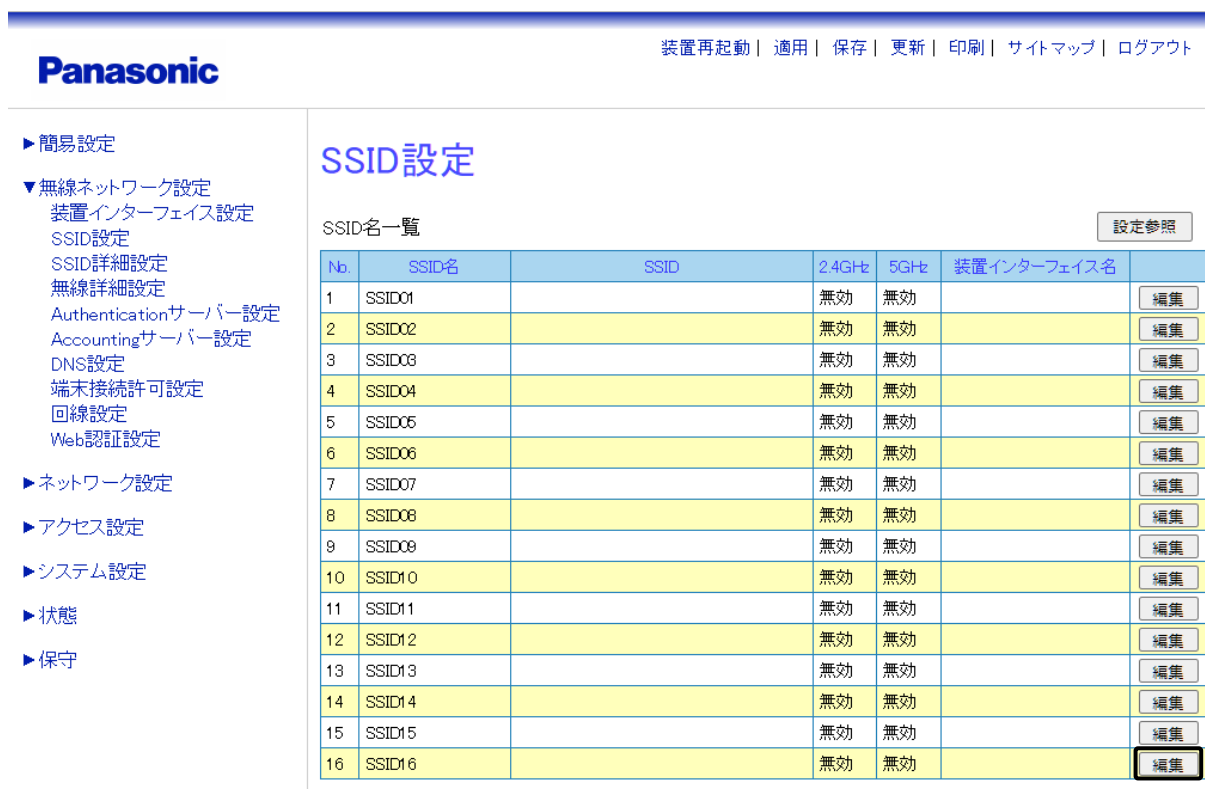 装置再起動| 適用| 保存| 更新| 印刷| サイトマップ| ログアウト
Panasonic
▶簡易設定
▼無線ネットワーク設定
装置インターフェイス設定
SSID設定
SSID詳細設定
無線詳細設定
Authenticationサーバー設定
Accountingサーバー設定
DNS設定
端末接続許可設定
回線設定
Web認証設定
▶ネットワーク設定
▶アクセス設定
▶システム設定
▶状態
▶保守
SSID設定
SSID名一覧 設定参照
No. SSID名 SSID 2.4GHz 5GHz 装置インターフェイス名
1 SSID01 無効 無効 編集
2 SSID02 無効 無効 編集
3 SSID03 無効 無効 編集
4 SSID04 無効 無効 編集
5 SSID05 無効 無効 編集
6 SSID06 無効 無効 編集
7 SSID07 無効 無効 編集
8 SSID08 無効 無効 編集
9 SSID09 無効 無効 編集
10 SSID10 無効 無効 編集
11 SSID11 無効 無効 編集
12 SSID12 無効 無効 編集
13 SSID13 無効 無効 編集
14 SSID14 無効 無効 編集
15 SSID15 無効 無効 編集
16 SSID16 無効 無効 編集